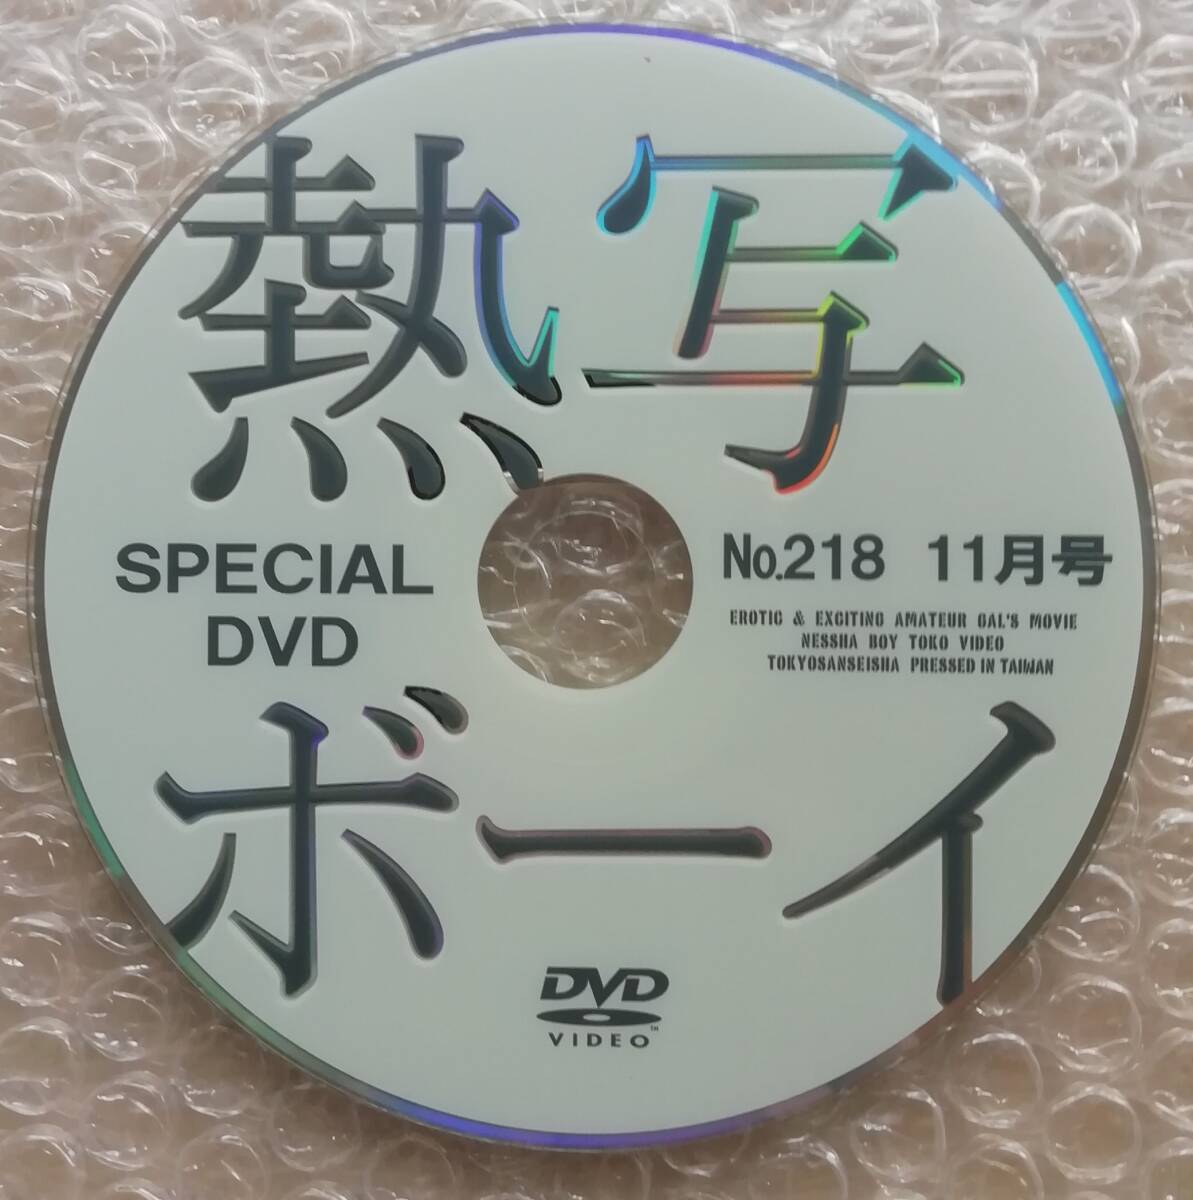 熱写
SPECIAL
DVD
No.218 11月号
EROTIC & EXCITING AMATEUR GAL'S MOVIE
NESSHA BOY TOKO VIDEO
TOKYOSANSEISHA PRESSED IN TAIWAN
ボーイ
DVD
VIDEO™